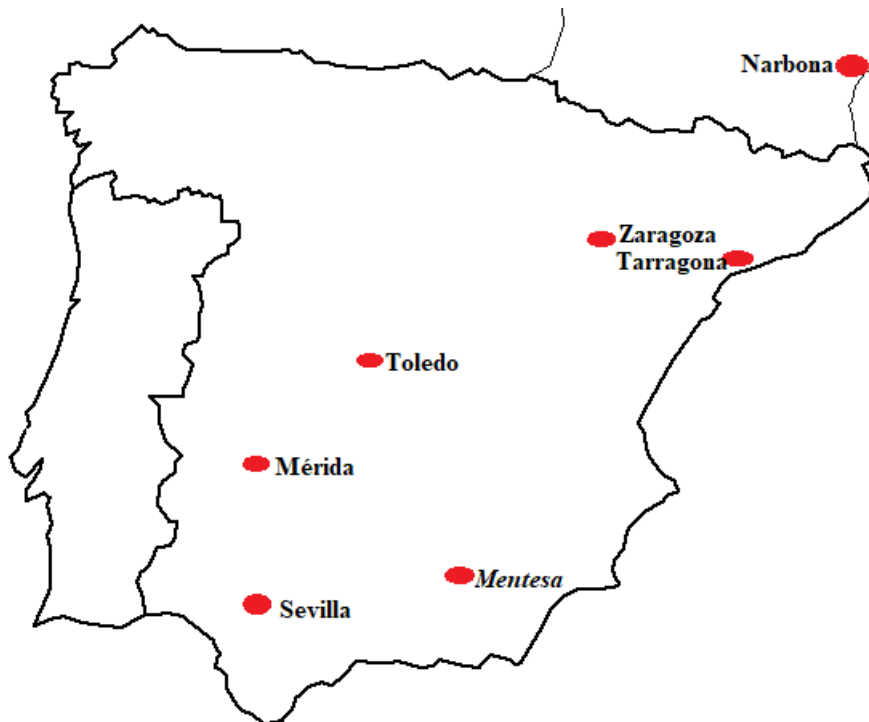 Narbona
Zaragoza
Tarragona
Toledo
Mérida
Mentesa
Sevilla